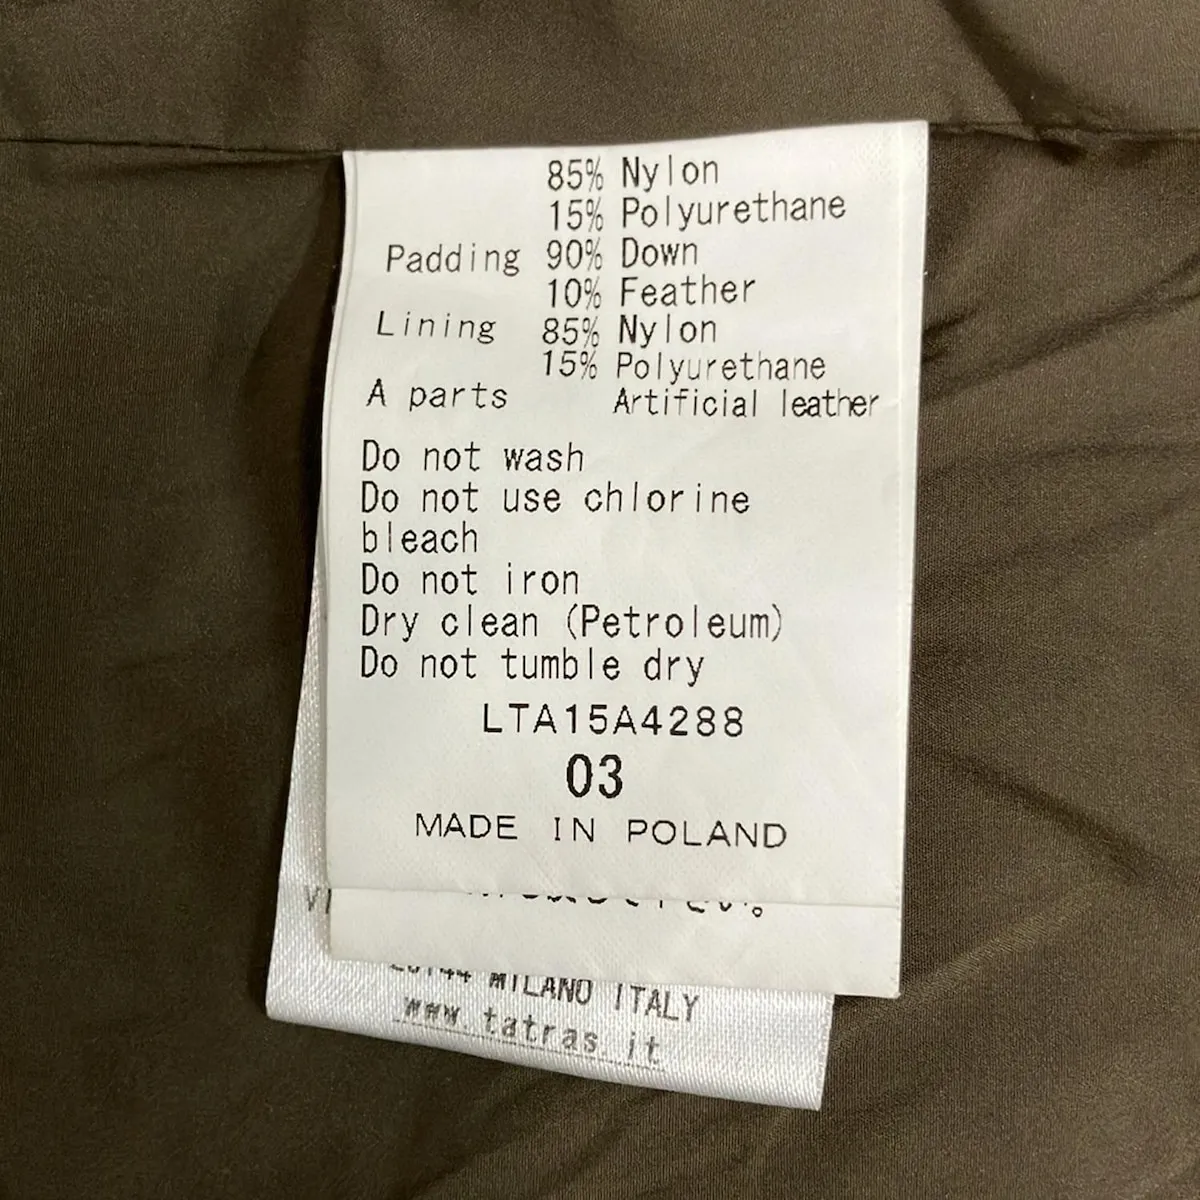 85% Nylon
15% Polyurethane
Padding 90% Down
10% Feather
Lining 85% Nylon
15% Polyurethane
A parts Artificial leather
Do not wash
Do not use chlorine
bleach
Do not iron
Dry clean (Petroleum)
Do not tumble dry
LTA15A4288
03
MADE IN POLAND
MILANO ITALY
www.tatras.it